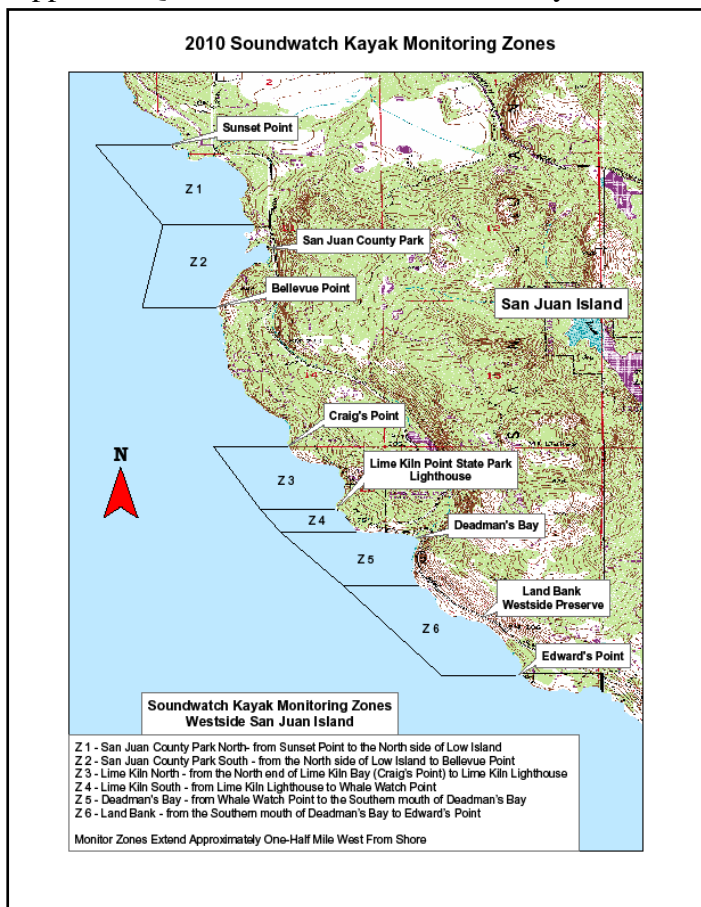 2010 Soundwatch Kayak Monitoring Zones
2
Sunset Point
Z 1
12
San Juan County Park
Z 2
Bellevue Point
San Juan Island
14
15
Craig's Point
N
Z 3
Lime Kiln Point State Park
Lighthouse
Z 4
Deadman's Bay
Z 5
Land Bank
Westside Preserve
Z 6
Edward's Point
Soundwatch Kayak Monitoring Zones
Westside San Juan Island
Z 1 - San Juan County Park North- from Sunset Point to the North side of Low Island
Z 2 - San Juan County Park South - from the North side of Low Island to Bellevue Point
Z 3 - Lime Kiln North - from the North end of Lime Kiln Bay (Craig's Point) to Lime Kiln Lighthouse
Z 4 - Lime Kiln South - from Lime Kiln Lighthouse to Whale Watch Point
Z 5 - Deadman's Bay - from Whale Watch Point to the Southern mouth of Deadman's Bay
Z 6 - Land Bank - from the Southern mouth of Deadman's Bay to Edward's Point
Monitor Zones Extend Approximately One-Half Mile West From Shore